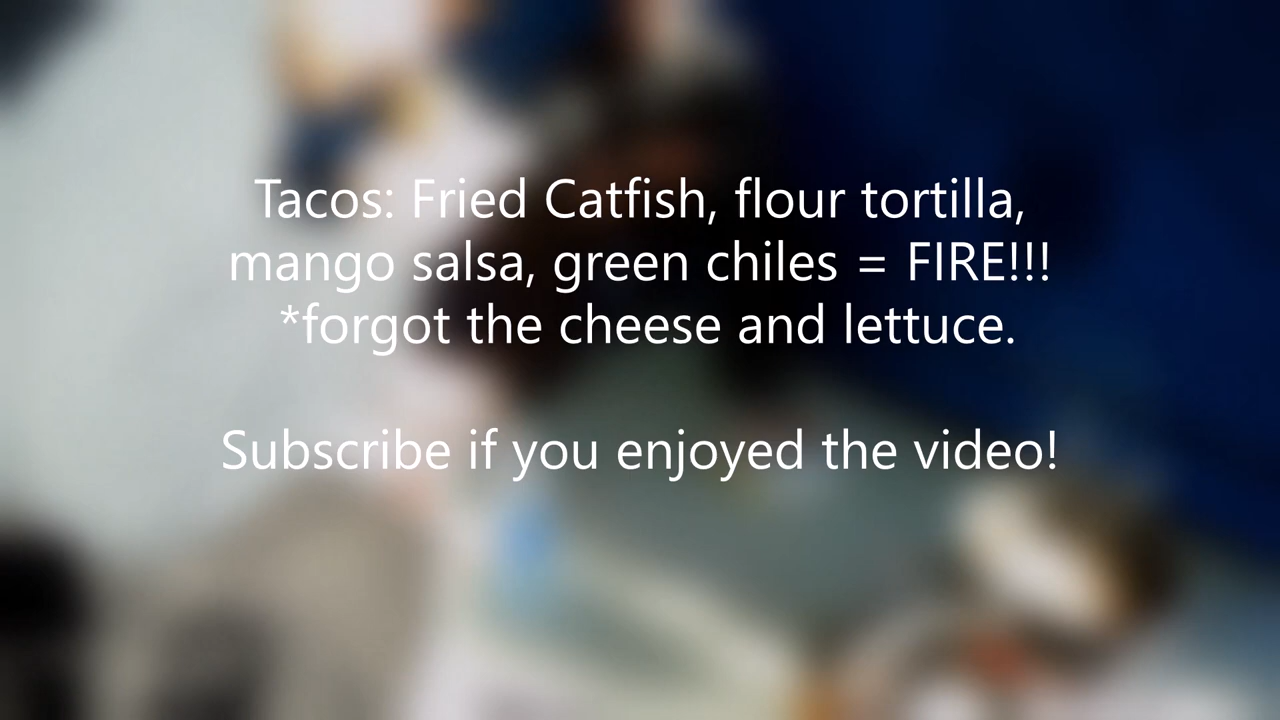 Tacos: Fried Catfish, flour tortilla,
mango salsa, green chiles = FIRE!!!
*forgot the cheese and lettuce.
Subscribe if you enjoyed the video!